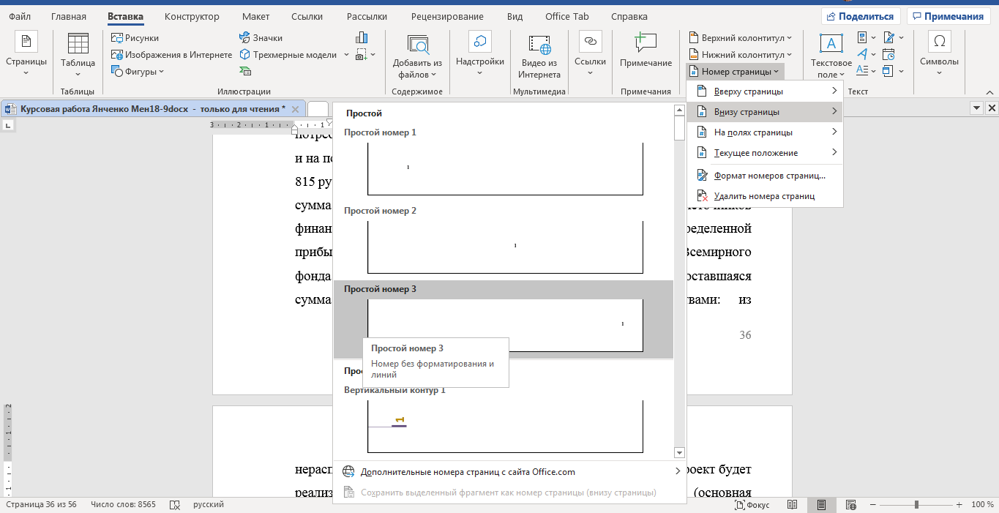 Файл Главная Вставка Конструктор Макет Ссылки Рассылки Рецензирование Вид Office Tab Справка Поделиться Примечания
Страницы
Таблица
Таблицы
Рисунки
Изображения в Интернете
Фигуры
Значки
Трехмерные модели
Иллюстрации
Добавить из
файлов
Содержимое
Надстройки
Видео из
Интернета
Мультимедиа
Ссылки
Примечание
Примечания
Верхний колонтитул
Нижний колонтитул
Номер страницы
Текстовое
поле
Текст
Символы
Вверху страницы
Внизу страницы
На полях страницы
Текущее положение
Формат номеров страниц...
Удалить номера страниц
Курсовая работа Янченко Мен18-9docx - только для чтения *
3 2 1 1
Простой
Простой номер 1
1
Простой номер 2
1
Простой номер 3
1
Простой номер 3
Номер без форматирования и
линий
Вертикальный контур 1
1
Дополнительные номера страниц с сайта Office.com
Сохранить выделенный фрагмент как номер страницы (внизу страницы)
и на по
815 ру
сумма
финан ределенной
прибы Всемирного
фонда оставшаяся
сумма твами: из
36
2
1
1
нерасп роект будет
реализ (основная
Страница 36 из 56 Число слов: 8565 русский Фокус 100 %